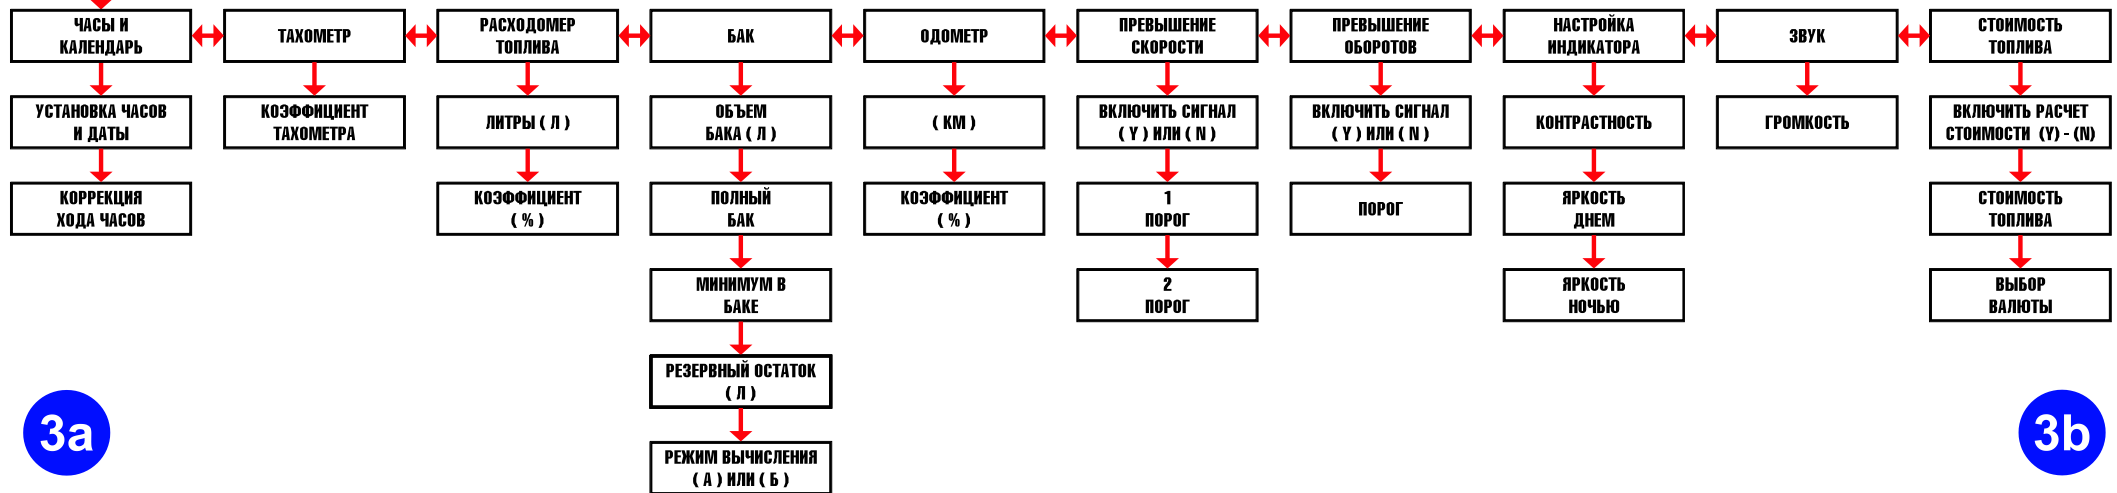 ЧАСЫ И
КАЛЕНДАРЬ
ТАХОМЕТР
РАСХОДОМЕР
ТОПЛИВА
БАК
ОДОМЕТР
ПРЕВЫШЕНИЕ
СКОРОСТИ
ПРЕВЫШЕНИЕ
ОБОРОТОВ
НАСТРОЙКА
ИНДИКАТОРА
ЗВУК
СТОИМОСТЬ
ТОПЛИВА
УСТАНОВКА ЧАСОВ
И ДАТЫ
КОЭФФИЦИЕНТ
ТАХОМЕТРА
ЛИТРЫ ( Л )
ОБЪЕМ
БАКА ( Л )
( КМ )
ВКЛЮЧИТЬ СИГНАЛ
( Y ) ИЛИ ( N )
ВКЛЮЧИТЬ СИГНАЛ
( Y ) ИЛИ ( N )
КОНТРАСТНОСТЬ
ГРОМКОСТЬ
ВКЛЮЧИТЬ РАСЧЕТ
СТОИМОСТИ (Y) - (N)
КОРРЕКЦИЯ
ХОДА ЧАСОВ
КОЭФФИЦИЕНТ
( % )
ПОЛНЫЙ
БАК
КОЭФФИЦИЕНТ
( % )
1
ПОРОГ
ПОРОГ
ЯРКОСТЬ
ДНЕМ
СТОИМОСТЬ
ТОПЛИВА
МИНИМУМ В
БАКЕ
2
ПОРОГ
ЯРКОСТЬ
НОЧЬЮ
ВЫБОР
ВАЛЮТЫ
РЕЗЕРВНЫЙ ОСТАТОК
( Л )
РЕЖИМ ВЫЧИСЛЕНИЯ
( А ) ИЛИ ( Б )
3a
3b